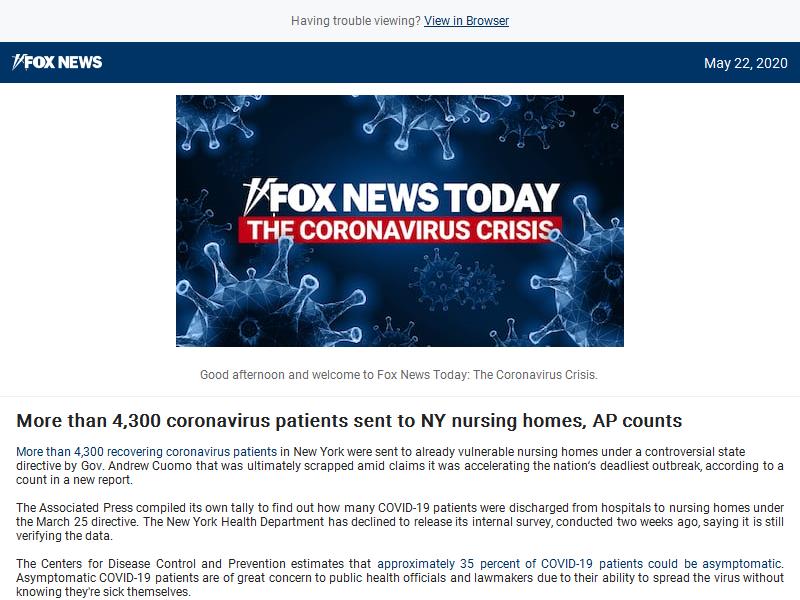 Having trouble viewing? View in Browser
FOX NEWS
May 22, 2020
FOX NEWS TODAY
THE CORONAVIRUS CRISIS
Good afternoon and welcome to Fox News Today: The Coronavirus Crisis.
More than 4,300 coronavirus patients sent to NY nursing homes, AP counts
More than 4,300 recovering coronavirus patients in New York were sent to already vulnerable nursing homes under a controversial state
directive by Gov. Andrew Cuomo that was ultimately scrapped amid claims it was accelerating the nation's deadliest outbreak, according to a
count in a new report.
The Associated Press compiled its own tally to find out how many COVID-19 patients were discharged from hospitals to nursing homes under
the March 25 directive. The New York Health Department has declined to release its internal survey, conducted two weeks ago, saying it is still
verifying the data.
The Centers for Disease Control and Prevention estimates that approximately 35 percent of COVID-19 patients could be asymptomatic.
Asymptomatic COVID-19 patients are of great concern to public health officials and lawmakers due to their ability to spread the virus without
knowing they're sick themselves.